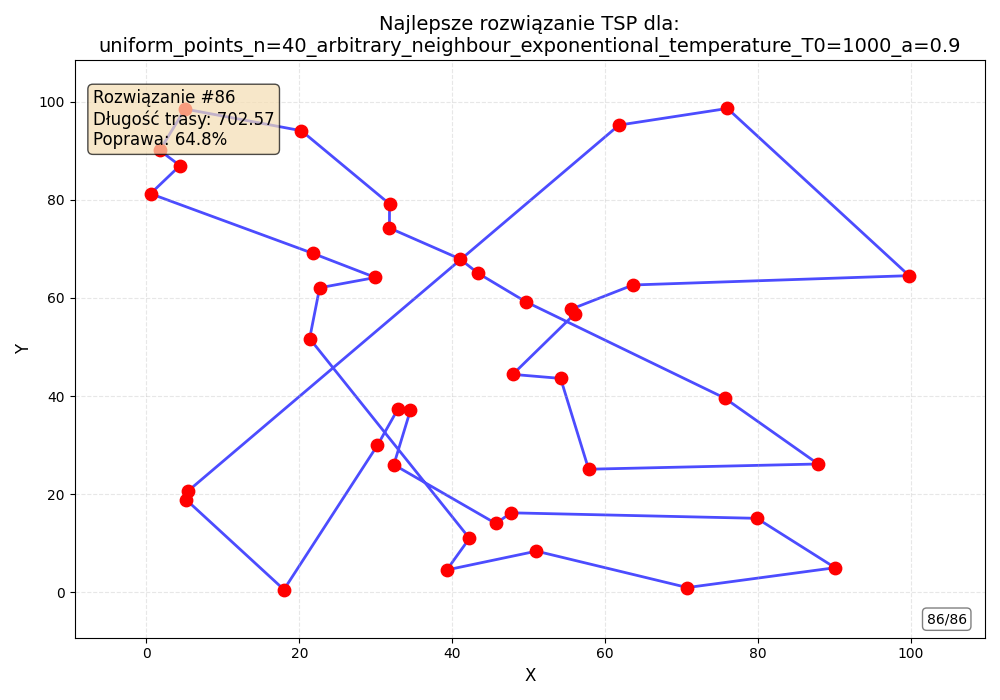 Najlepsze rozwiązanie TSP dla:
uniform_points_n=40_arbitrary_neighbour_exponentional_temperature_T0=1000_a=0.9
Rozwiązanie #86
Długość trasy: 702.57
Poprawa: 64.8%
100
80
60
40
20
0
Y
86/86
0 20 40 60 80 100
X